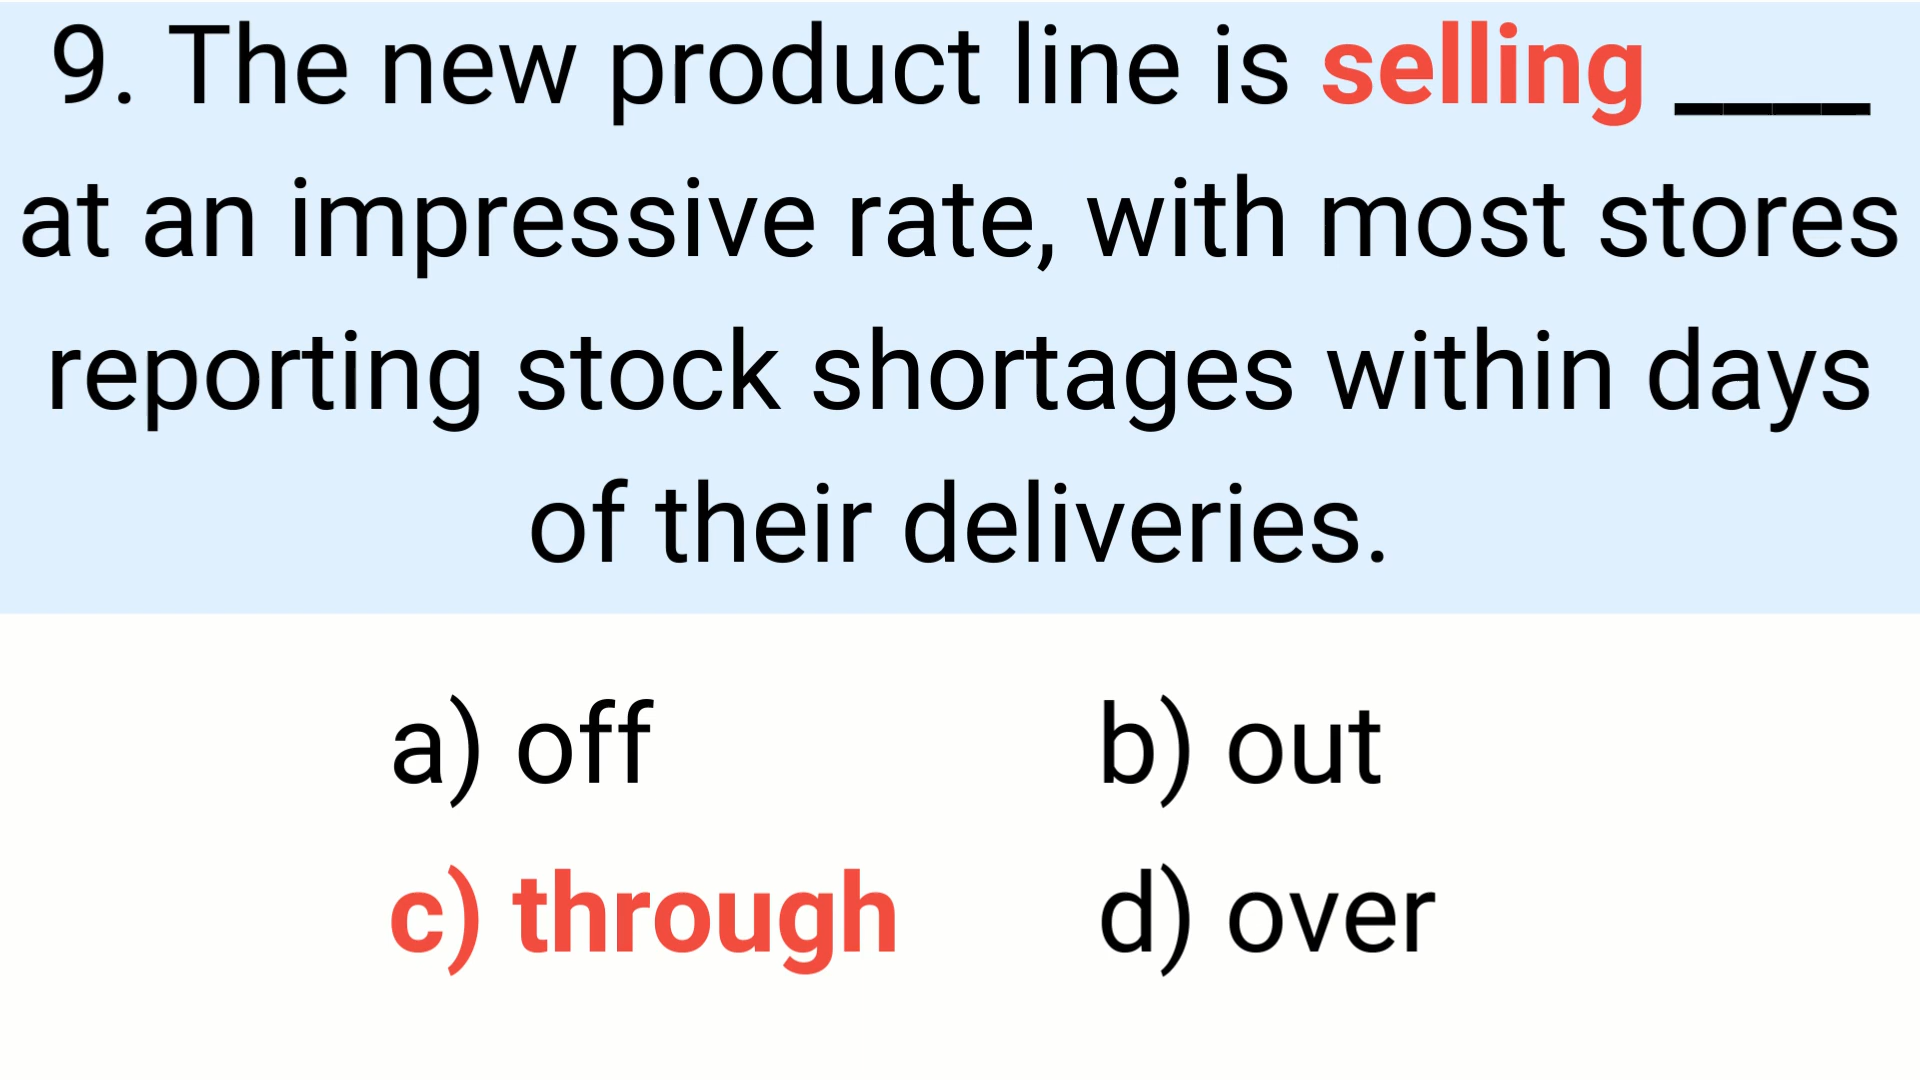 9. The new product line is selling ____
at an impressive rate, with most stores
reporting stock shortages within days
of their deliveries.
a) off
b) out
c) through
d) over